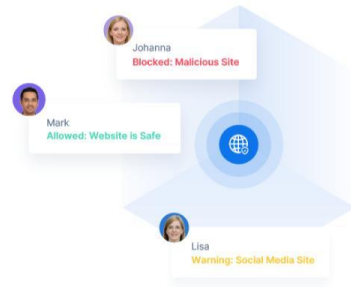 Johanna
Blocked: Malicious Site
Mark
Allowed: Website is Safe
Lisa
Warning: Social Media Site